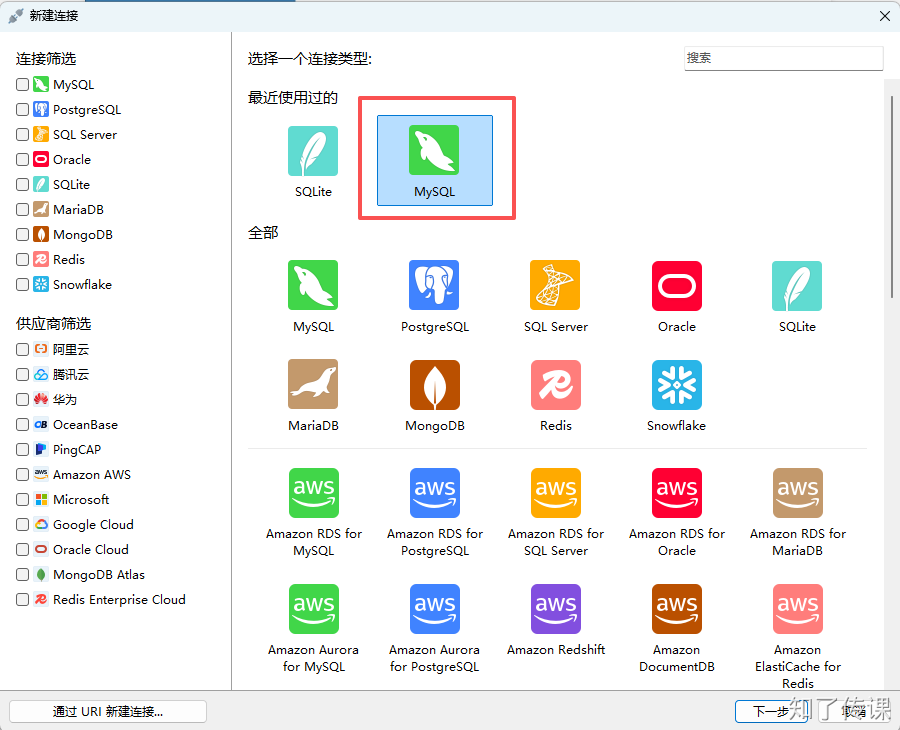 新建连接
连接筛选
MySQL
PostgreSQL
SQL Server
Oracle
SQLite
MariaDB
MongoDB
Redis
Snowflake
供应商筛选
阿里云
腾讯云
华为
OceanBase
PingCAP
Amazon AWS
Microsoft
Google Cloud
Oracle Cloud
MongoDB Atlas
Redis Enterprise Cloud
选择一个连接类型:
搜索
最近使用过的
SQLite
MySQL
全部
MySQL
PostgreSQL
SQL Server
Oracle
SQLite
MariaDB
MongoDB
Redis
Snowflake
aws
aws
aws
aws
aws
Amazon RDS for
MySQL
Amazon RDS for
PostgreSQL
Amazon RDS for
SQL Server
Amazon RDS for
Oracle
Amazon RDS for
MariaDB
aws
aws
aws
aws
aws
Amazon Aurora
for MySQL
Amazon Aurora
for PostgreSQL
Amazon Redshift
Amazon
DocumentDB
Amazon
ElastiCache for
Redis
通过 URI 新建连接...
下一步
取消
知了传课